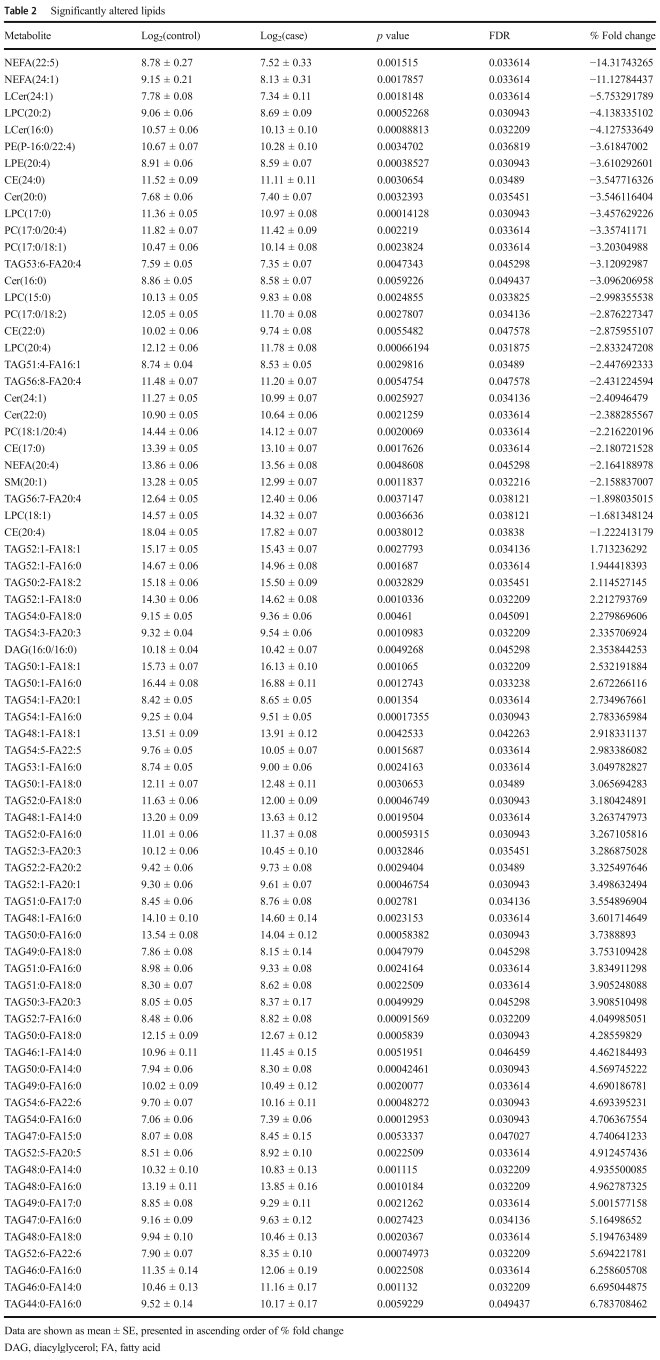 Table 2 Significantly altered lipids
Metabolite Log2(control) Log2(case) p value FDR % Fold change
NEFA(22:5) 8.78 ± 0.27 7.52 ± 0.33 0.001515 0.033614 −14.31743265
NEFA(24:1) 9.15 ± 0.21 8.13 ± 0.31 0.0017857 0.033614 −11.12784437
LCer(24:1) 7.78 ± 0.08 7.34 ± 0.11 0.0018148 0.033614 −5.753291789
LPC(20:2) 9.06 ± 0.06 8.69 ± 0.09 0.00052268 0.030943 −4.138335102
LCer(16:0) 10.57 ± 0.06 10.13 ± 0.10 0.00088813 0.032209 −4.127533649
PE(P-16:0/22:4) 10.67 ± 0.07 10.28 ± 0.10 0.0034702 0.036819 −3.61847002
LPE(20:4) 8.91 ± 0.06 8.59 ± 0.07 0.00038527 0.030943 −3.610292601
CE(24:0) 11.52 ± 0.09 11.11 ± 0.11 0.0030654 0.03489 −3.547716326
Cer(20:0) 7.68 ± 0.06 7.40 ± 0.07 0.0032393 0.035451 −3.546116404
LPC(17:0) 11.36 ± 0.05 10.97 ± 0.08 0.00014128 0.030943 −3.457629226
PC(17:0/20:4) 11.82 ± 0.07 11.42 ± 0.09 0.002219 0.033614 −3.35741171
PC(17:0/18:1) 10.47 ± 0.06 10.14 ± 0.08 0.0023824 0.033614 −3.20304988
TAG53:6-FA20:4 7.59 ± 0.05 7.35 ± 0.07 0.0047343 0.045298 −3.12092987
Cer(16:0) 8.86 ± 0.05 8.58 ± 0.07 0.0059226 0.049437 −3.096206958
LPC(15:0) 10.13 ± 0.05 9.83 ± 0.08 0.0024855 0.033825 −2.998355538
PC(17:0/18:2) 12.05 ± 0.05 11.70 ± 0.08 0.0027807 0.034136 −2.876227347
CE(22:0) 10.02 ± 0.06 9.74 ± 0.08 0.0055482 0.047578 −2.875955107
LPC(20:4) 12.12 ± 0.06 11.78 ± 0.08 0.00066194 0.031875 −2.833247208
TAG51:4-FA16:1 8.74 ± 0.04 8.53 ± 0.05 0.0029816 0.03489 −2.447692333
TAG56:8-FA20:4 11.48 ± 0.07 11.20 ± 0.07 0.0054754 0.047578 −2.431224594
Cer(24:1) 11.27 ± 0.05 10.99 ± 0.07 0.0025927 0.034136 −2.40946479
Cer(22:0) 10.90 ± 0.05 10.64 ± 0.06 0.0021259 0.033614 −2.388285567
PC(18:1/20:4) 14.44 ± 0.06 14.12 ± 0.07 0.0020069 0.033614 −2.216220196
CE(17:0) 13.39 ± 0.05 13.10 ± 0.07 0.0017626 0.033614 −2.180721528
NEFA(20:4) 13.86 ± 0.06 13.56 ± 0.08 0.0048608 0.045298 −2.164188978
SM(20:1) 13.28 ± 0.05 12.99 ± 0.07 0.0011837 0.032216 −2.158837007
TAG56:7-FA20:4 12.64 ± 0.05 12.40 ± 0.06 0.0037147 0.038121 −1.898035015
LPC(18:1) 14.57 ± 0.05 14.32 ± 0.07 0.0036636 0.038121 −1.681348124
CE(20:4) 18.04 ± 0.05 17.82 ± 0.07 0.0038012 0.03838 −1.222413179
TAG52:1-FA18:1 15.17 ± 0.05 15.43 ± 0.07 0.0027793 0.034136 1.713236292
TAG52:1-FA16:0 14.67 ± 0.06 14.96 ± 0.08 0.001687 0.033614 1.944418393
TAG50:2-FA18:2 15.18 ± 0.06 15.50 ± 0.09 0.0032829 0.035451 2.114527145
TAG52:1-FA18:0 14.30 ± 0.06 14.62 ± 0.08 0.0010336 0.032209 2.212793769
TAG54:0-FA18:0 9.15 ± 0.05 9.36 ± 0.06 0.00461 0.045091 2.279869606
TAG54:3-FA20:3 9.32 ± 0.04 9.54 ± 0.06 0.0010983 0.032209 2.335706924
DAG(16:0/16:0) 10.18 ± 0.04 10.42 ± 0.07 0.0049268 0.045298 2.353844253
TAG50:1-FA18:1 15.73 ± 0.07 16.13 ± 0.10 0.001065 0.032209 2.532191884
TAG50:1-FA16:0 16.44 ± 0.08 16.88 ± 0.11 0.0012743 0.033238 2.672266116
TAG54:1-FA20:1 8.42 ± 0.05 8.65 ± 0.05 0.001354 0.033614 2.734967661
TAG54:1-FA16:0 9.25 ± 0.04 9.51 ± 0.05 0.00017355 0.030943 2.783365984
TAG48:1-FA18:1 13.51 ± 0.09 13.91 ± 0.12 0.0042533 0.042263 2.918331137
TAG54:5-FA22:5 9.76 ± 0.05 10.05 ± 0.07 0.0015687 0.033614 2.983386082
TAG53:1-FA16:0 8.74 ± 0.05 9.00 ± 0.06 0.0024163 0.033614 3.049782827
TAG50:1-FA18:0 12.11 ± 0.07 12.48 ± 0.11 0.0030653 0.03489 3.065694283
TAG52:0-FA18:0 11.63 ± 0.06 12.00 ± 0.09 0.00046749 0.030943 3.180424891
TAG48:1-FA14:0 13.20 ± 0.09 13.63 ± 0.12 0.0019504 0.033614 3.263747973
TAG52:0-FA16:0 11.01 ± 0.06 11.37 ± 0.08 0.00059315 0.030943 3.267105816
TAG52:3-FA20:3 10.12 ± 0.06 10.45 ± 0.10 0.0032846 0.035451 3.286875028
TAG52:2-FA20:2 9.42 ± 0.06 9.73 ± 0.08 0.0029404 0.03489 3.325497646
TAG52:1-FA20:1 9.30 ± 0.06 9.61 ± 0.07 0.00046754 0.030943 3.498632494
TAG51:0-FA17:0 8.45 ± 0.06 8.76 ± 0.08 0.002781 0.034136 3.554896904
TAG48:1-FA16:0 14.10 ± 0.10 14.60 ± 0.14 0.0023153 0.033614 3.601714649
TAG50:0-FA16:0 13.54 ± 0.08 14.04 ± 0.12 0.00058382 0.030943 3.7388893
TAG49:0-FA18:0 7.86 ± 0.08 8.15 ± 0.14 0.0047979 0.045298 3.753109428
TAG51:0-FA16:0 8.98 ± 0.06 9.33 ± 0.08 0.0024164 0.033614 3.834911298
TAG51:0-FA18:0 8.30 ± 0.07 8.62 ± 0.08 0.0022509 0.033614 3.905248088
TAG50:3-FA20:3 8.05 ± 0.05 8.37 ± 0.17 0.0049929 0.045298 3.908510498
TAG52:7-FA16:0 8.48 ± 0.06 8.82 ± 0.08 0.00091569 0.032209 4.049985051
TAG50:0-FA18:0 12.15 ± 0.09 12.67 ± 0.12 0.0005839 0.030943 4.28559829
TAG46:1-FA14:0 10.96 ± 0.11 11.45 ± 0.15 0.0051951 0.046459 4.462184493
TAG50:0-FA14:0 7.94 ± 0.06 8.30 ± 0.08 0.00042461 0.030943 4.569745222
TAG49:0-FA16:0 10.02 ± 0.09 10.49 ± 0.12 0.0020077 0.033614 4.690186781
TAG54:6-FA22:6 9.70 ± 0.07 10.16 ± 0.11 0.00048272 0.030943 4.693395231
TAG54:0-FA16:0 7.06 ± 0.06 7.39 ± 0.06 0.00012953 0.030943 4.706367554
TAG47:0-FA15:0 8.07 ± 0.08 8.45 ± 0.15 0.0053337 0.047027 4.740641233
TAG52:5-FA20:5 8.51 ± 0.06 8.92 ± 0.10 0.0022509 0.033614 4.912457436
TAG48:0-FA14:0 10.32 ± 0.10 10.83 ± 0.13 0.001115 0.032209 4.935500085
TAG48:0-FA16:0 13.19 ± 0.11 13.85 ± 0.16 0.0010184 0.032209 4.962787325
TAG49:0-FA17:0 8.85 ± 0.08 9.29 ± 0.11 0.0021262 0.033614 5.001577158
TAG47:0-FA16:0 9.16 ± 0.09 9.63 ± 0.12 0.0027423 0.034136 5.16498652
TAG48:0-FA18:0 9.94 ± 0.10 10.46 ± 0.13 0.0020367 0.033614 5.194763489
TAG52:6-FA22:6 7.90 ± 0.07 8.35 ± 0.10 0.00074973 0.032209 5.694221781
TAG46:0-FA16:0 11.35 ± 0.14 12.06 ± 0.19 0.0022508 0.033614 6.258605708
TAG46:0-FA14:0 10.46 ± 0.13 11.16 ± 0.17 0.001132 0.032209 6.695044875
TAG44:0-FA16:0 9.52 ± 0.14 10.17 ± 0.17 0.0059229 0.049437 6.783708462
Data are shown as mean ± SE, presented in ascending order of % fold change
DAG, diacylglycerol; FA, fatty acid